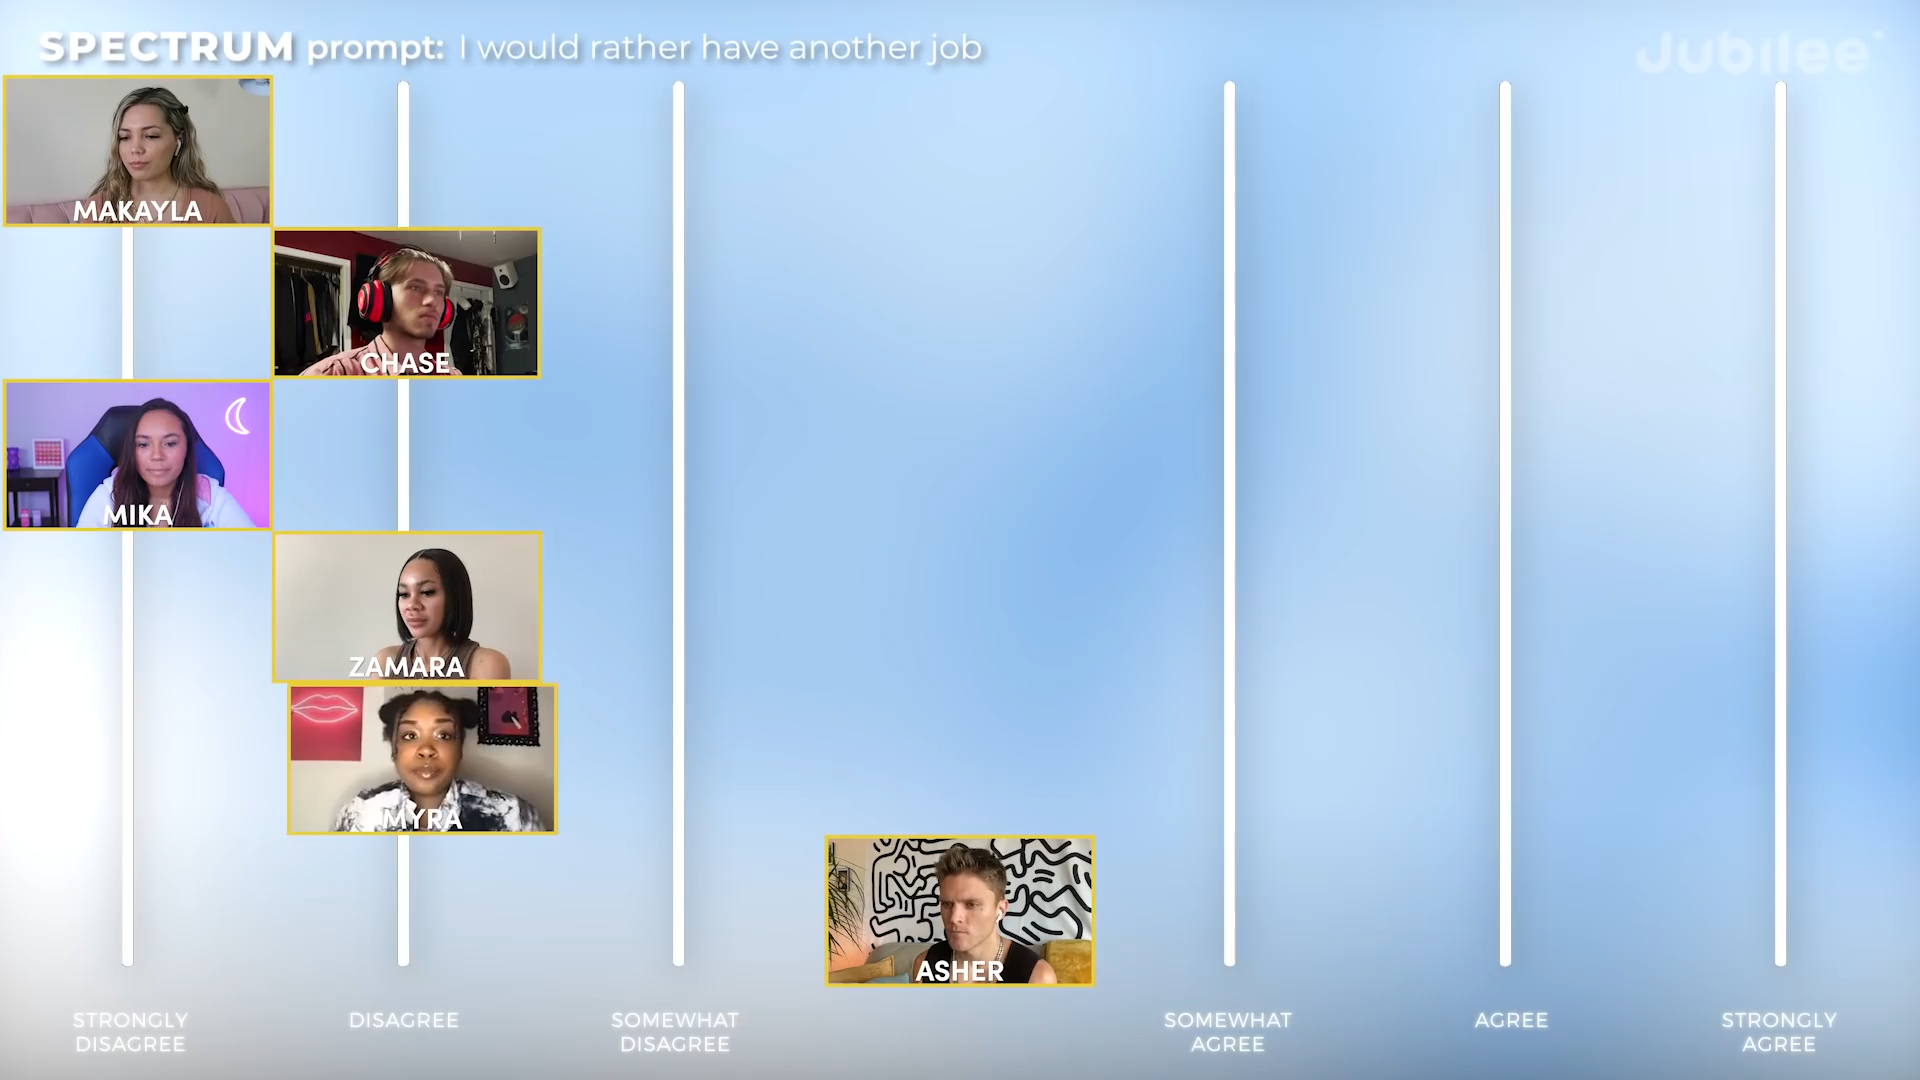 SPECTRUM prompt: I would rather have another job
Jubilee
MAKAYLA
CHASE
MIKA
ZAMARA
MYRA
ASHER
STRONGLY
DISAGREE
DISAGREE
SOMEWHAT
DISAGREE
SOMEWHAT
AGREE
AGREE
STRONGLY
AGREE